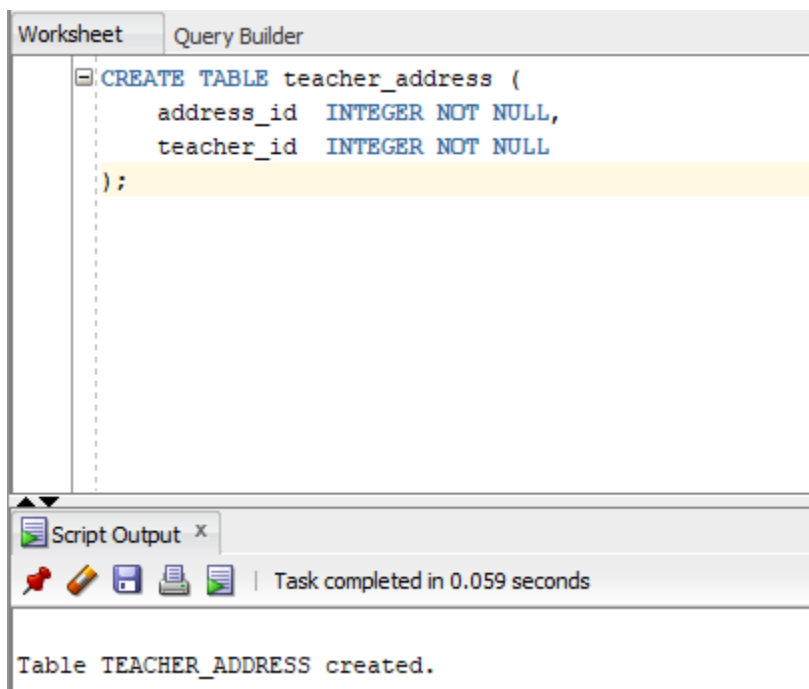 Worksheet Query Builder
CREATE TABLE teacher_address (
address_id INTEGER NOT NULL,
teacher_id INTEGER NOT NULL
);
Script Output x
Task completed in 0.059 seconds
Table TEACHER_ADDRESS created.